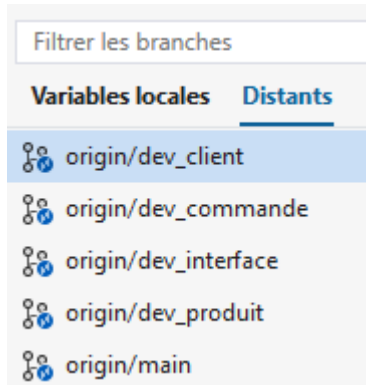 Filtrer les branches
Variables locales Distants
origin/dev_client
origin/dev_commande
origin/dev_interface
origin/dev_produit
origin/main